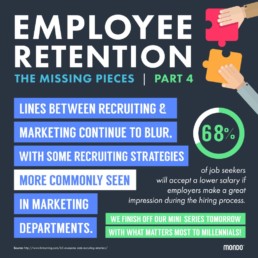 EMPLOYEE
RETENTION
THE MISSING PIECES | PART 4
LINES BETWEEN RECRUITING &
MARKETING CONTINUE TO BLUR,
WITH SOME RECRUITING STRATEGIES
MORE COMMONLY SEEN
IN MARKETING
DEPARTMENTS.
68%
of job seekers
will accept a lower salary if
employers make a great
impression during the hiring process.
WE FINISH OFF OUR MINI SERIES TOMORROW
WITH WHAT MATTERS MOST TO MILLENNIALS!
Source:
mondo